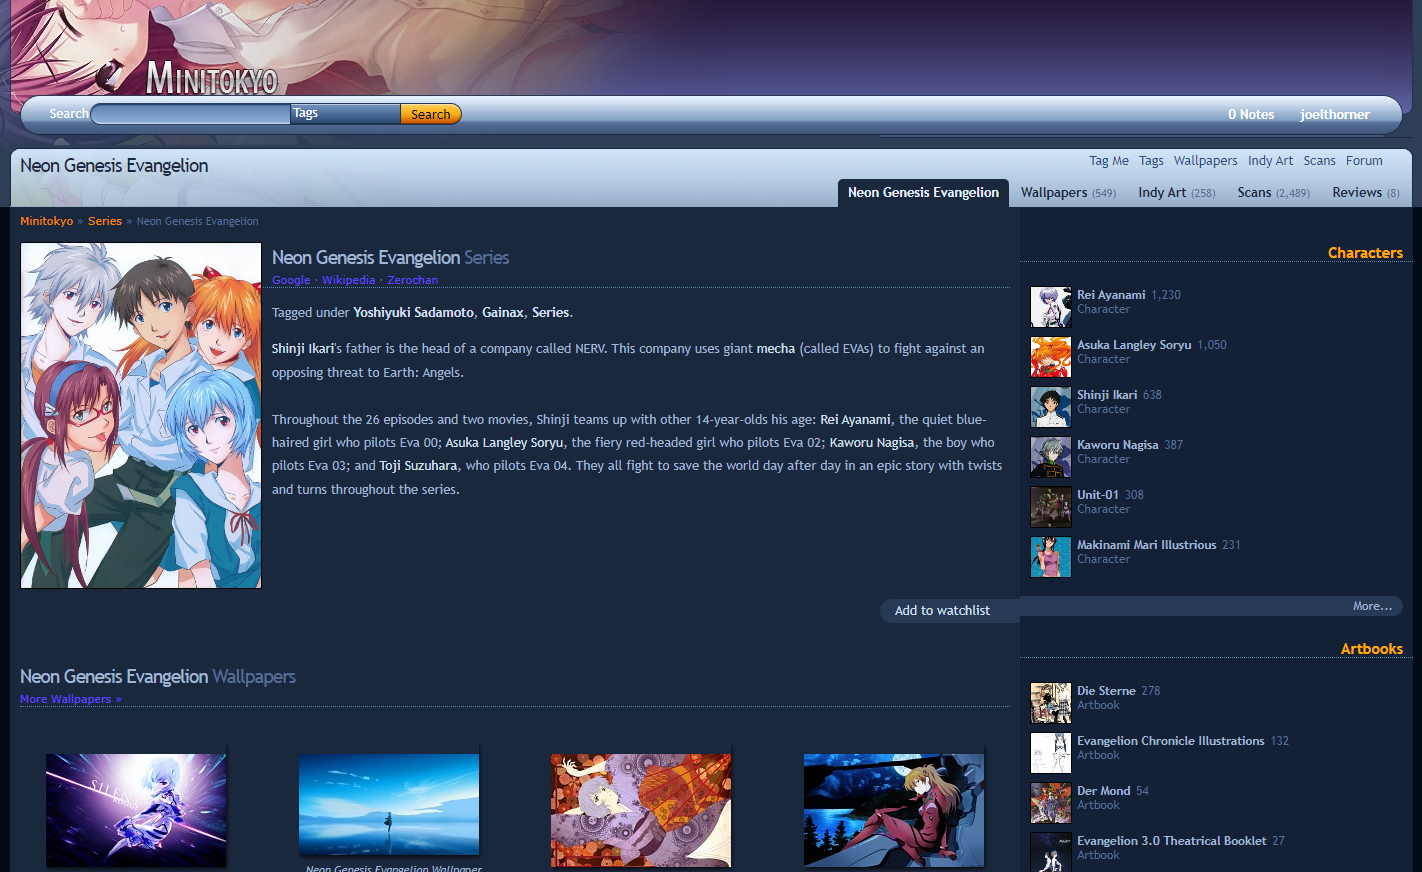 MINITOKYO
Search
Tags
Search
0 Notes
joelthorner
Neon Genesis Evangelion
Tag Me
Tags
Wallpapers
Indy Art
Scans
Forum
Neon Genesis Evangelion
Wallpapers (549)
Indy Art (258)
Scans (2,489)
Reviews (8)
Minitokyo » Series » Neon Genesis Evangelion
Neon Genesis Evangelion Series
Google · Wikipedia · Zerochan
Tagged under Yoshiyuki Sadamoto, Gainax, Series.
Shinji Ikari's father is the head of a company called NERV. This company uses giant mecha (called EVAs) to fight against an
opposing threat to Earth: Angels.
Throughout the 26 episodes and two movies, Shinji teams up with other 14-year-olds his age: Rei Ayanami, the quiet blue-
haired girl who pilots Eva 00; Asuka Langley Soryu, the fiery red-headed girl who pilots Eva 02; Kaworu Nagisa, the boy who
pilots Eva 03; and Toji Suzuhara, who pilots Eva 04. They all fight to save the world day after day in an epic story with twists
and turns throughout the series.
Add to watchlist
Neon Genesis Evangelion Wallpapers
More Wallpapers »
Neon Genesis Evangelion Wallpaper
Characters
Rei Ayanami 1,230
Character
Asuka Langley Soryu 1,050
Character
Shinji Ikari 638
Character
Kaworu Nagisa 387
Character
Unit-01 308
Character
Makinami Mari Illustrious 231
Character
More...
Artbooks
Die Sterne 278
Artbook
Evangelion Chronicle Illustrations 132
Artbook
Der Mond 54
Artbook
Evangelion 3.0 Theatrical Booklet 27
Artbook